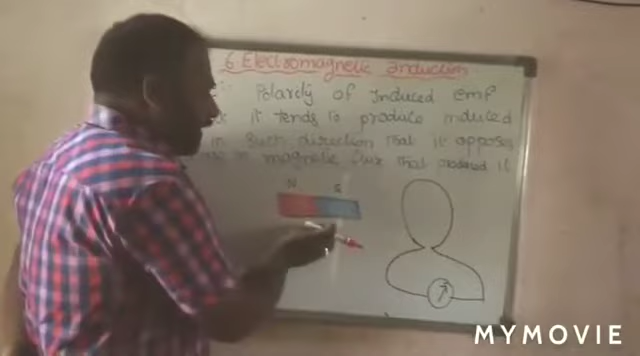 6 Electromagnetic Induction
Polarity of Induced emf
it tends to produce induced
in such direction that it opposes
in magnetic flux that produced it
N S
MYMOVIE